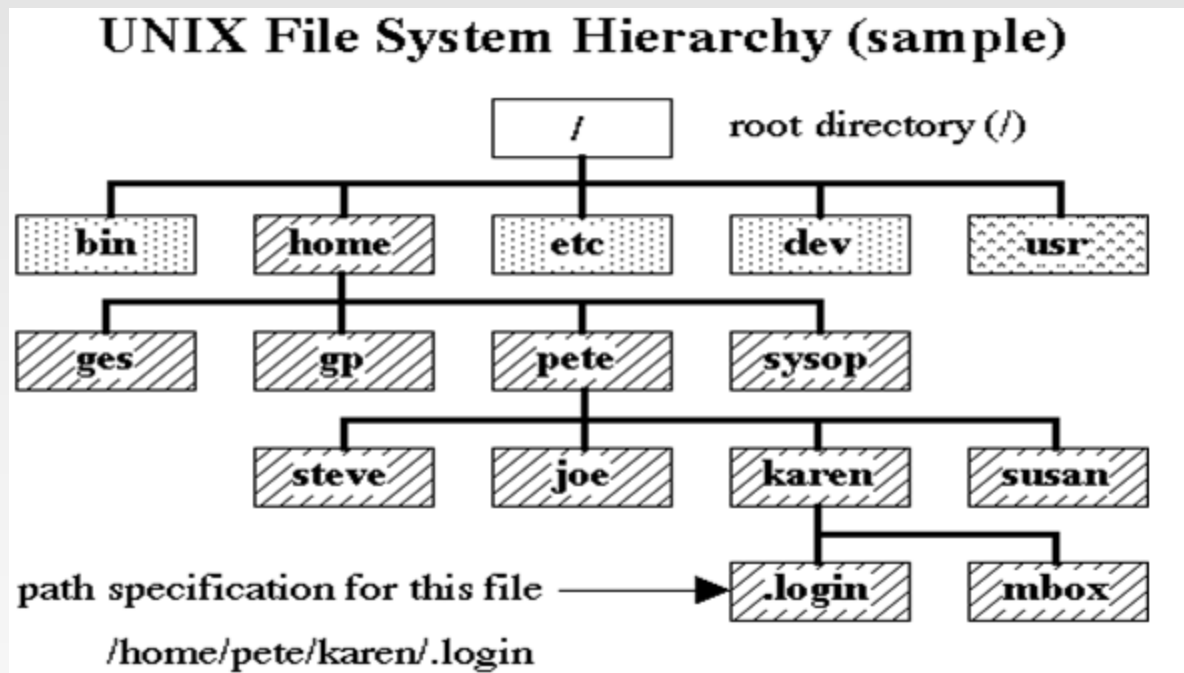 UNIX File System Hierarchy (sample)
/ root directory (/)
bin home etc dev usr
ges gp pete sysop
steve joe karen susan
path specification for this file .login mbox
/home/pete/karen/.login